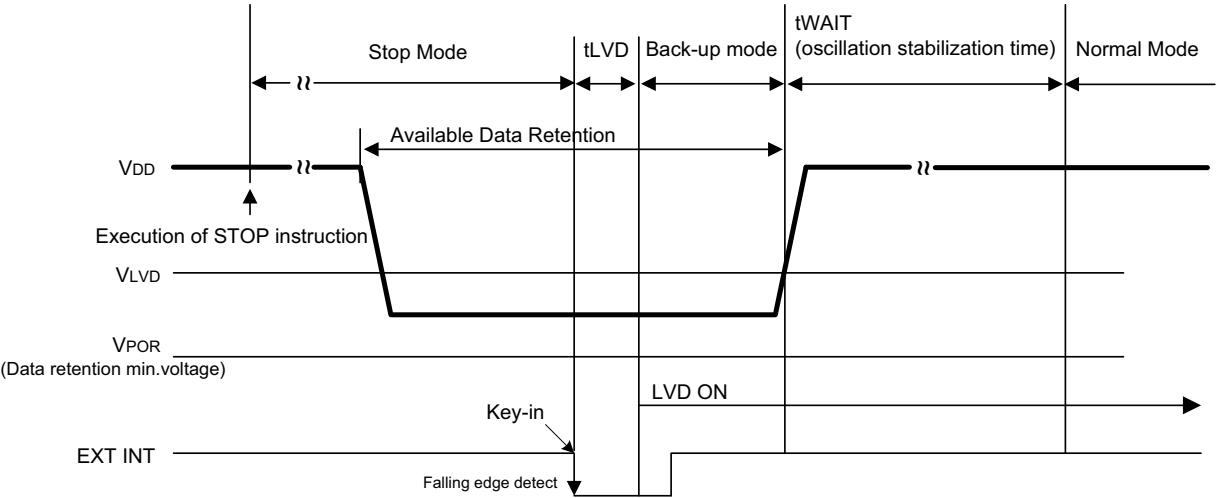 tWAIT
(oscillation stabilization time)
Stop Mode
tLVD
Back-up mode
Normal Mode
≈
Available Data Retention
VDD
≈
≈
Execution of STOP instruction
VLVD
VPOR
(Data retention min.voltage)
LVD ON
Key-in
EXT INT
Falling edge detect